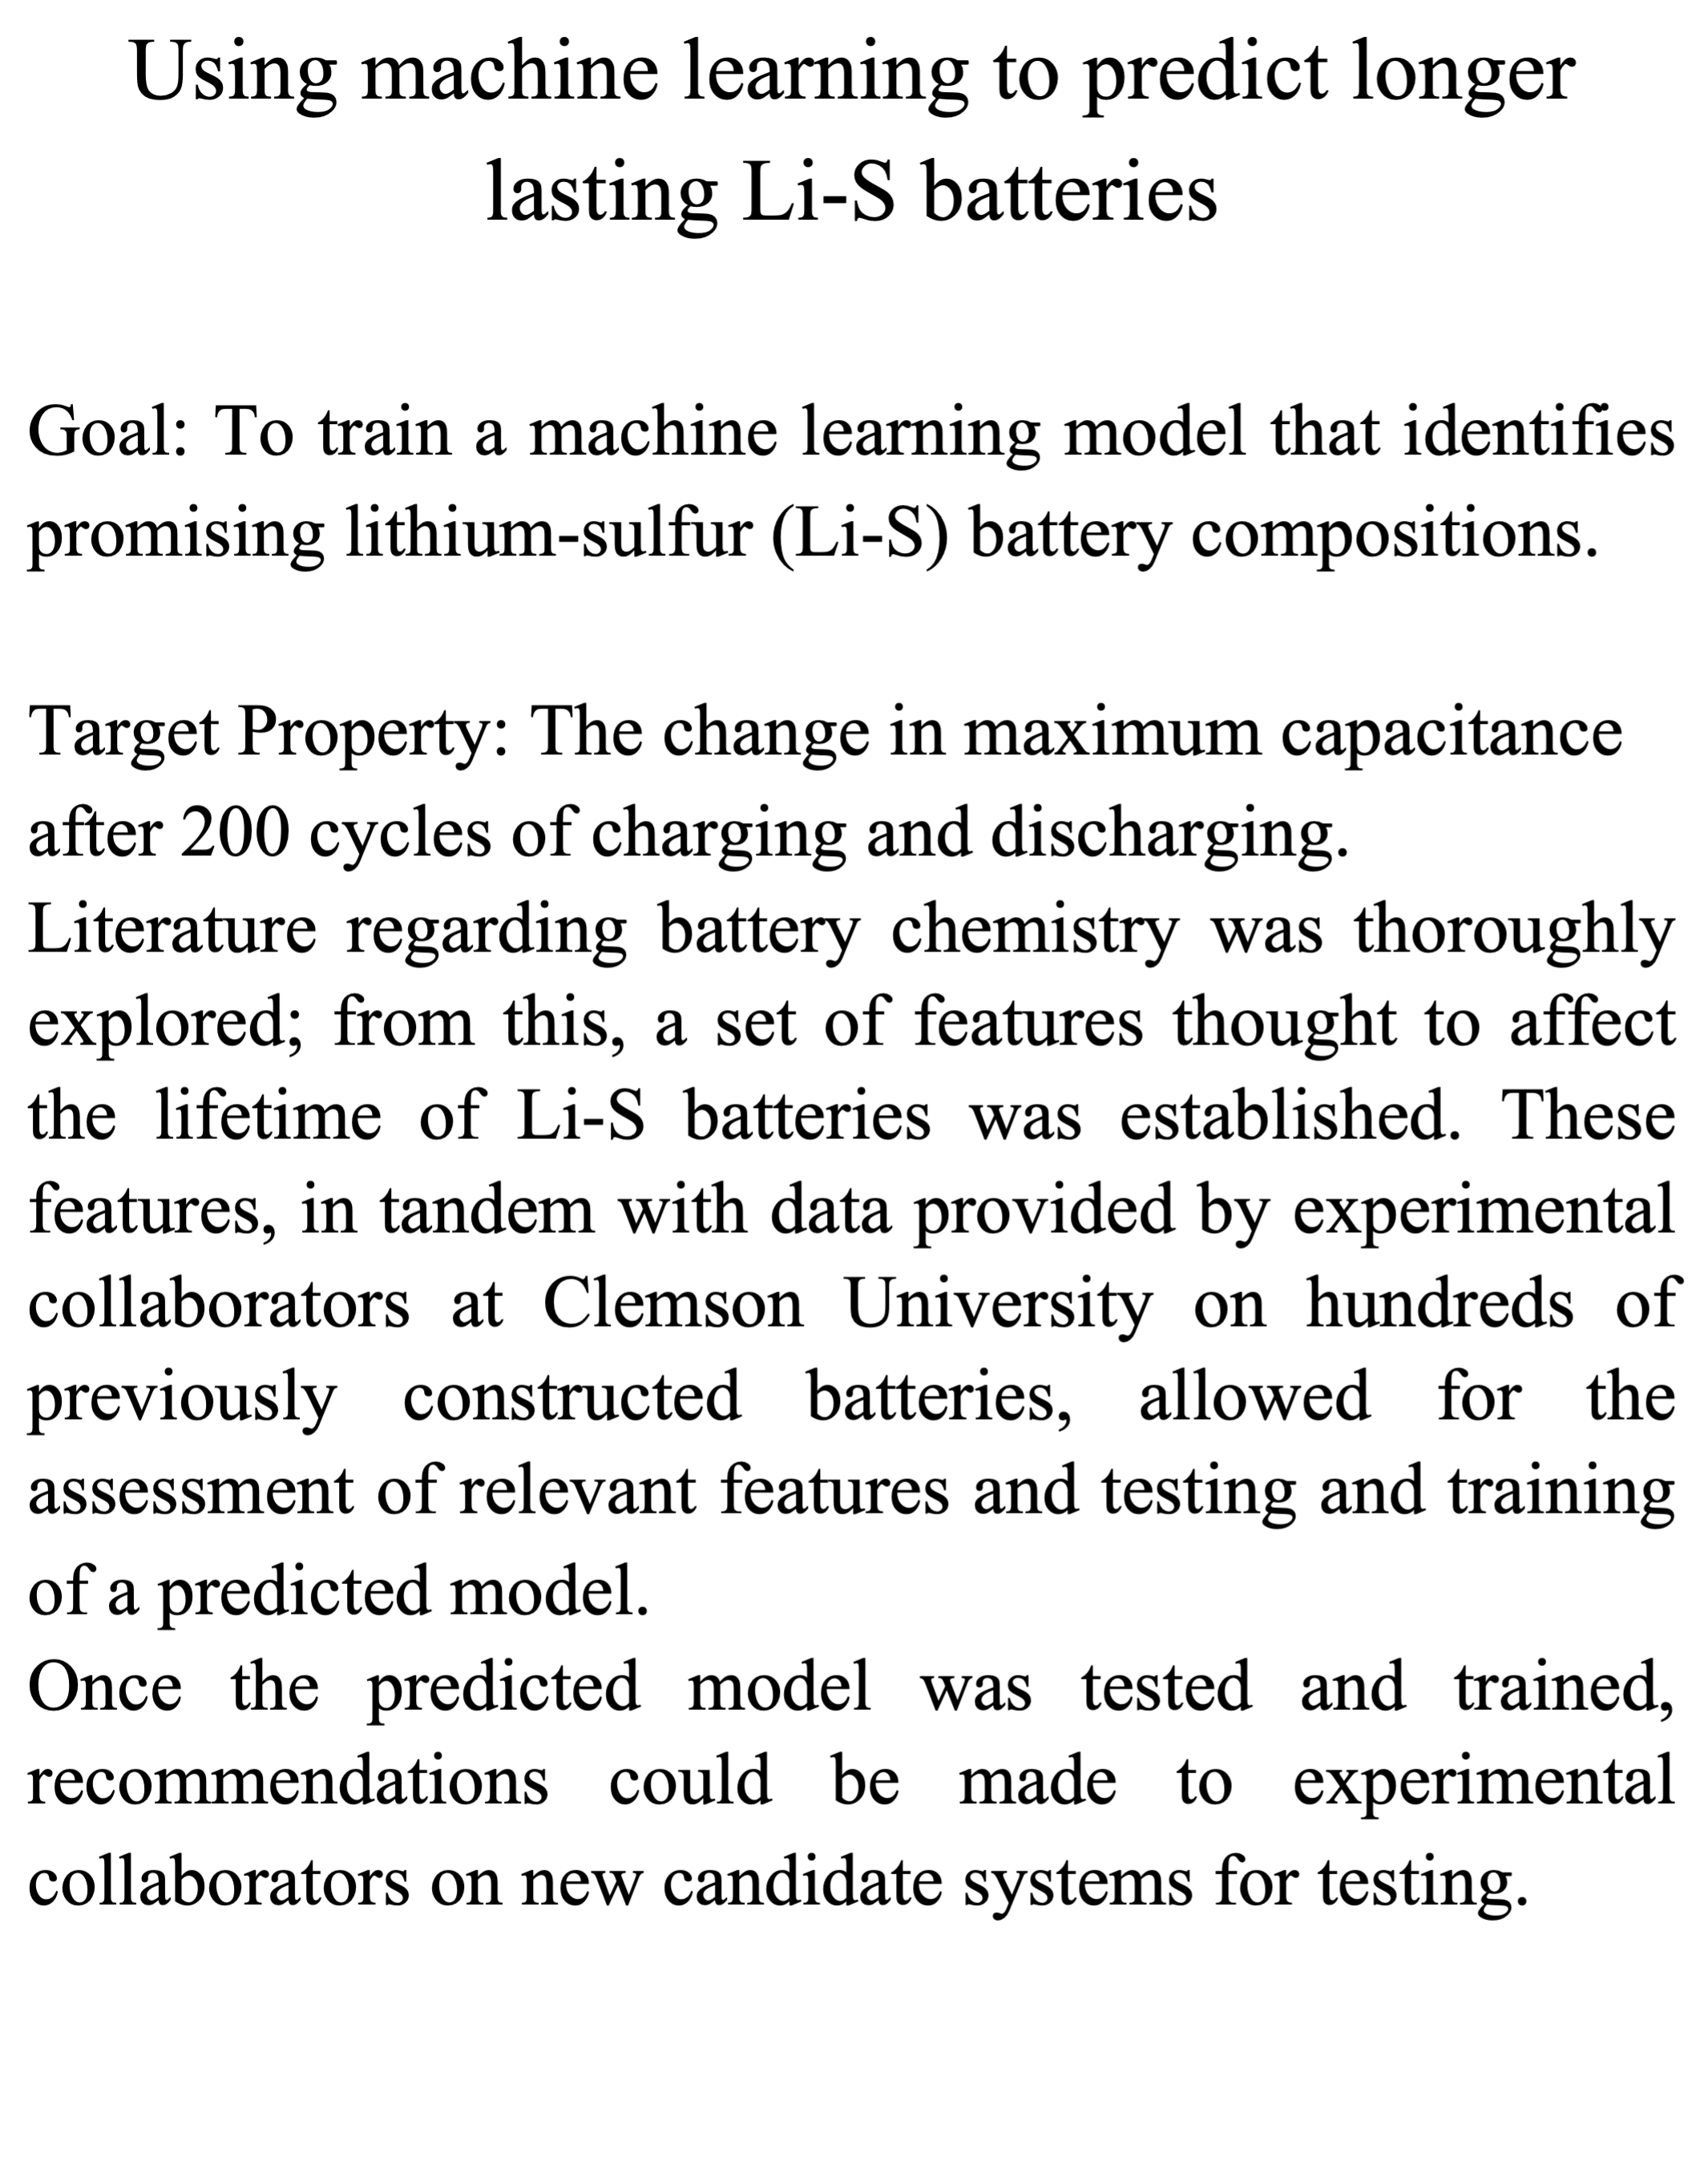 Using machine learning to predict longer
lasting Li-S batteries
Goal: To train a machine learning model that identifies
promising lithium-sulfur (Li-S) battery compositions.
Target Property: The change in maximum capacitance
after 200 cycles of charging and discharging.
Literature regarding battery chemistry was thoroughly
explored; from this, a set of features thought to affect
the lifetime of Li-S batteries was established. These
features, in tandem with data provided by experimental
collaborators at Clemson University on hundreds of
previously constructed batteries, allowed for the
assessment of relevant features and testing and training
of a predicted model.
Once the predicted model was tested and trained,
recommendations could be made to experimental
collaborators on new candidate systems for testing.